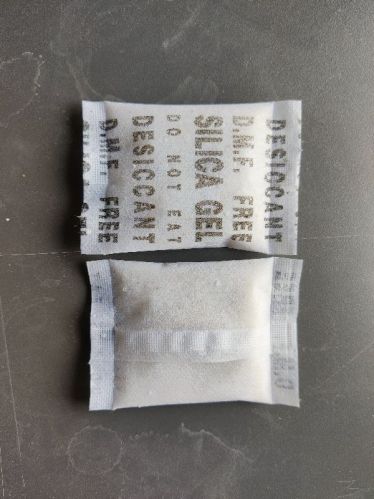 DESICCANT
D.M.F. FREE
SILICA GEL
DO NOT EAT
DESICCANT
D.M.F. FREE